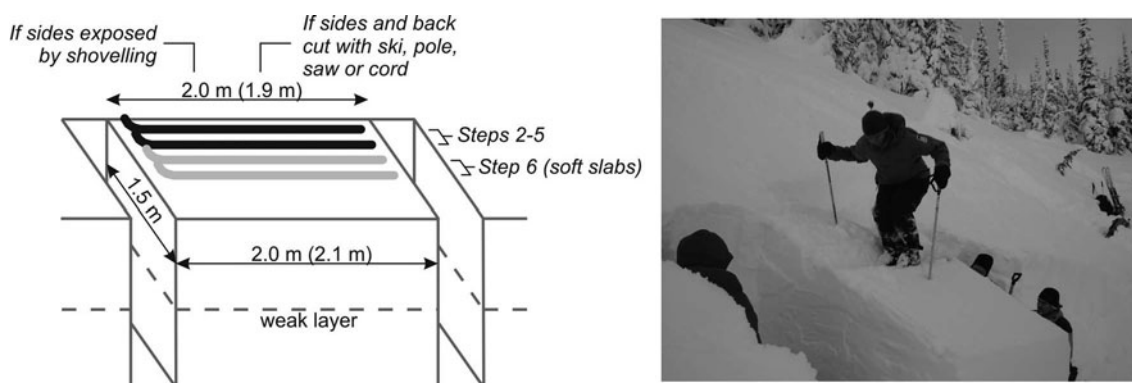 If sides exposed
by shovelling
If sides and back
cut with ski, pole,
saw or cord
2.0 m (1.9 m)
Steps 2-5
Step 6 (soft slabs)
1.5 m
2.0 m (2.1 m)
weak layer